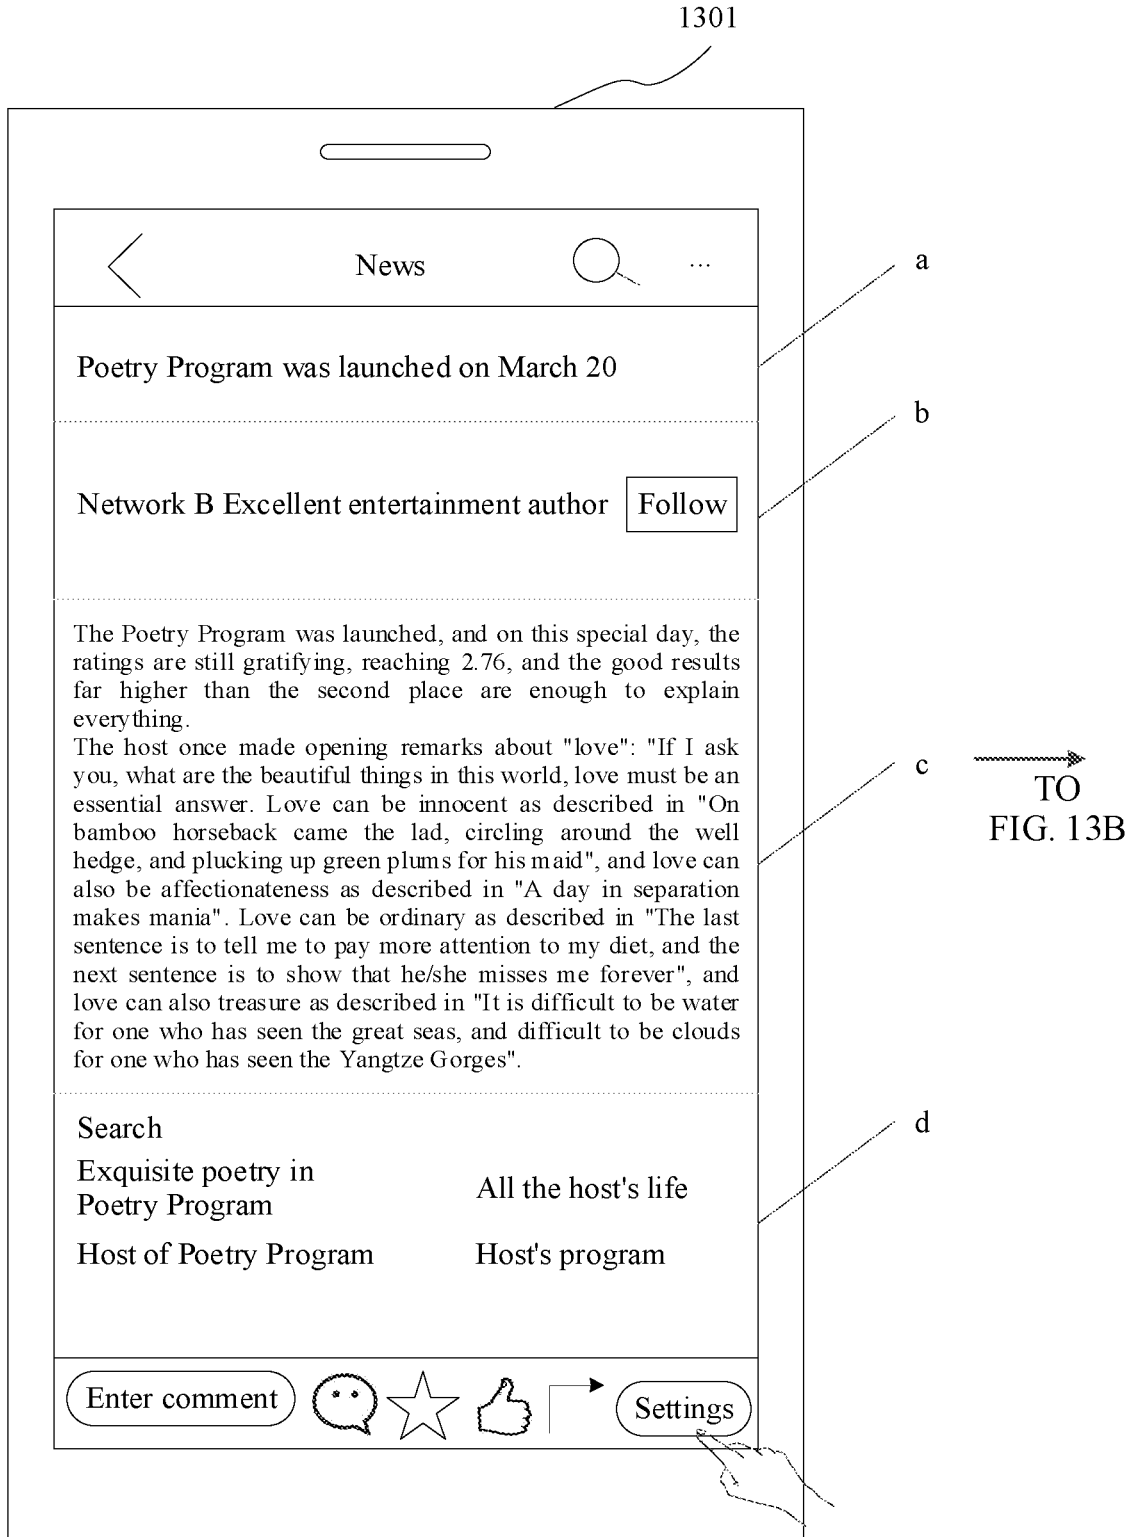 1301
News
...
a
Poetry Program was launched on March 20
b
Network B Excellent entertainment author Follow
The Poetry Program was launched, and on this special day, the
ratings are still gratifying, reaching 2.76, and the good results
far higher than the second place are enough to explain
everything.
The host once made opening remarks about "love": "If I ask
you, what are the beautiful things in this world, love must be an
essential answer. Love can be innocent as described in "On
bamboo horseback came the lad, circling around the well
hedge, and plucking up green plums for his maid", and love can
also be affectionateness as described in "A day in separation
makes mania". Love can be ordinary as described in "The last
sentence is to tell me to pay more attention to my diet, and the
next sentence is to show that he/she misses me forever", and
love can also treasure as described in "It is difficult to be water
for one who has seen the great seas, and difficult to be clouds
for one who has seen the Yangtze Gorges".
c
TO
FIG. 13B
d
Search
Exquisite poetry in
Poetry Program
All the host's life
Host of Poetry Program
Host's program
Enter comment
Settings